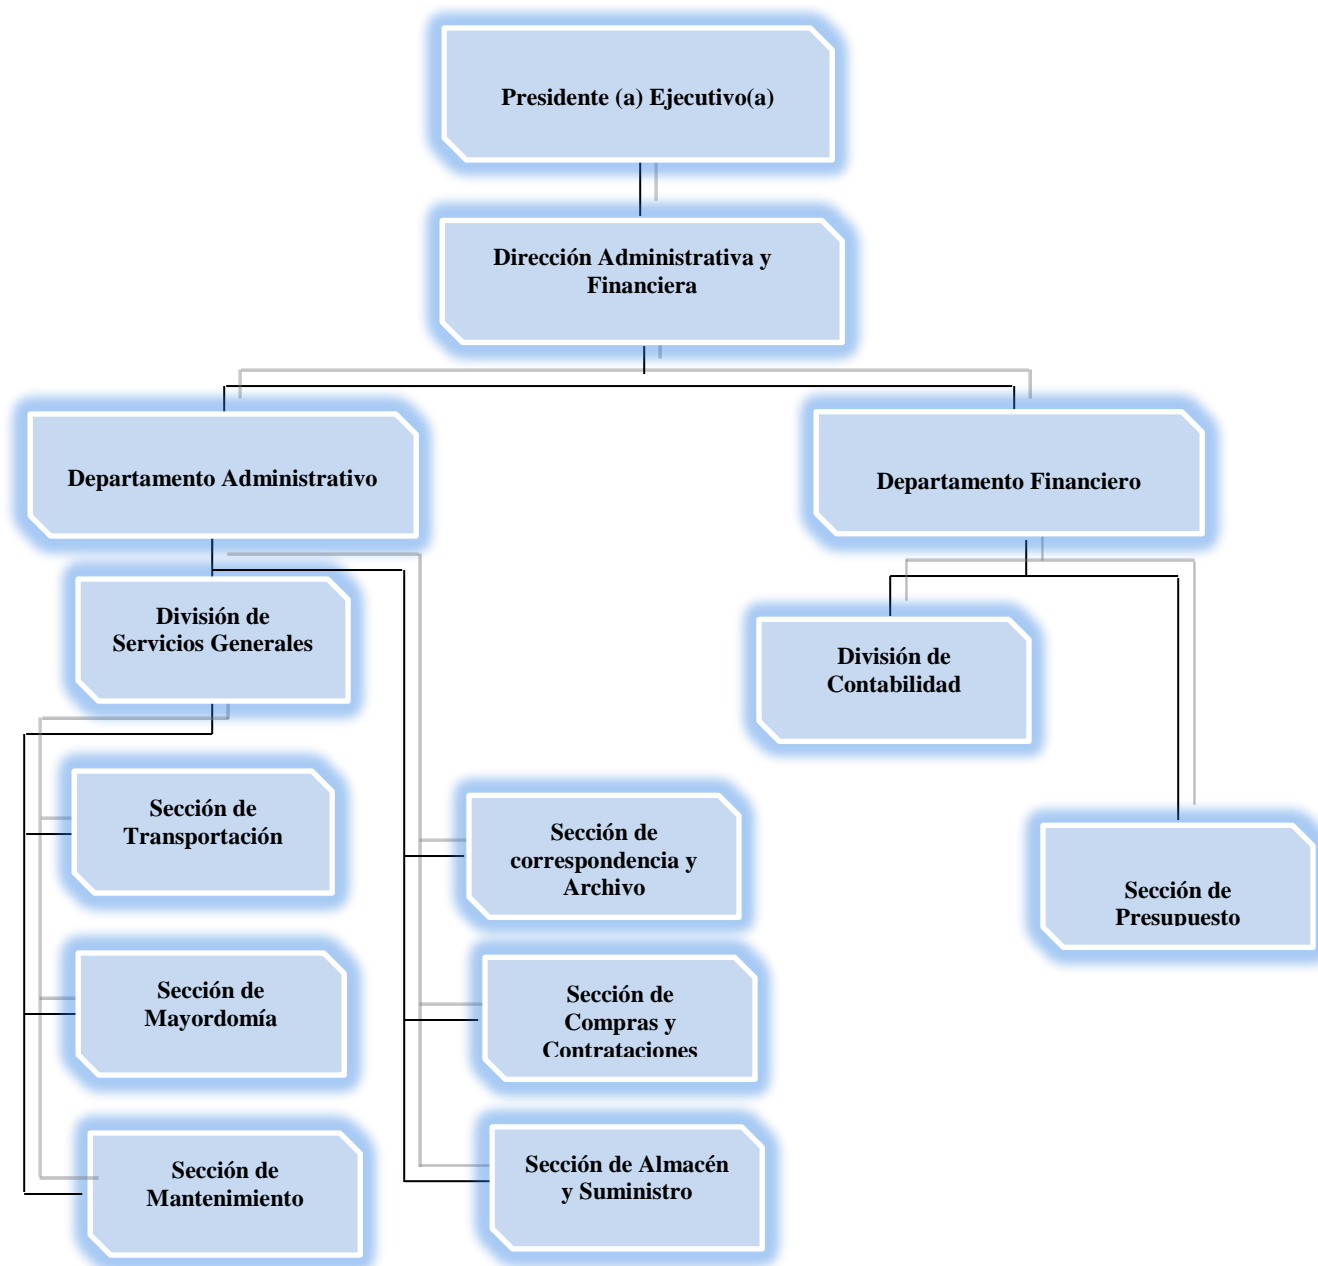 Presidente (a) Ejecutivo(a)
Dirección Administrativa y
Financiera
Departamento Administrativo
Departamento Financiero
División de
Servicios Generales
División de
Contabilidad
Sección de
Transportación
Sección de
correspondencia y
Archivo
Sección de
Presupuesto
Sección de
Mayordomía
Sección de
Compras y
Contrataciones
Sección de
Mantenimiento
Sección de Almacén
y Suministro